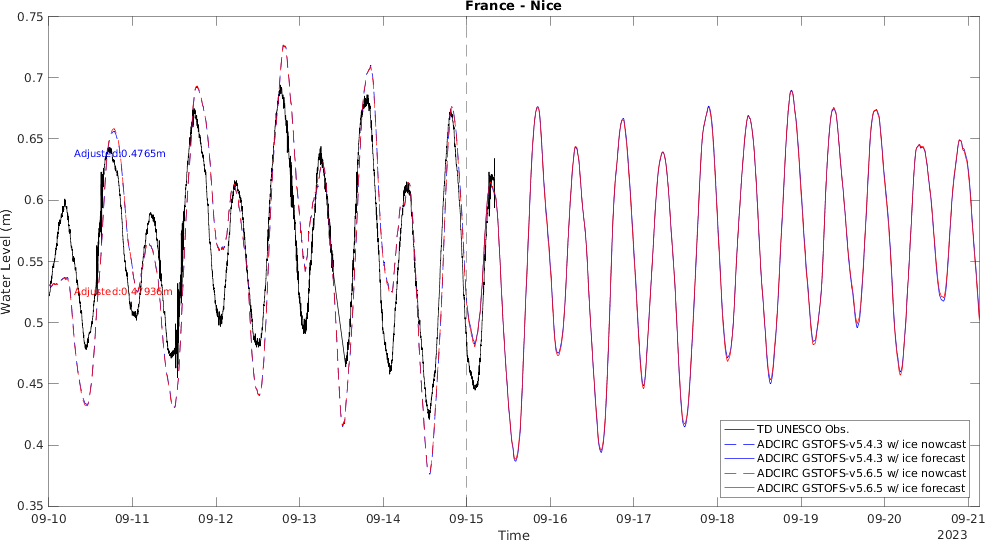 France - Nice
0.75
0.7
0.65
0.6
0.55
0.5
0.45
0.4
0.35
Water Level (m)
Adjusted:0.4765m
Adjusted:0.47936m
TD UNESCO Obs.
ADCIRC GSTOFS-v5.4.3 w/ ice nowcast
ADCIRC GSTOFS-v5.4.3 w/ ice forecast
ADCIRC GSTOFS-v5.6.5 w/ ice nowcast
ADCIRC GSTOFS-v5.6.5 w/ ice forecast
09-10 09-11 09-12 09-13 09-14 09-15 09-16 09-17 09-18 09-19 09-20 09-21
Time
2023